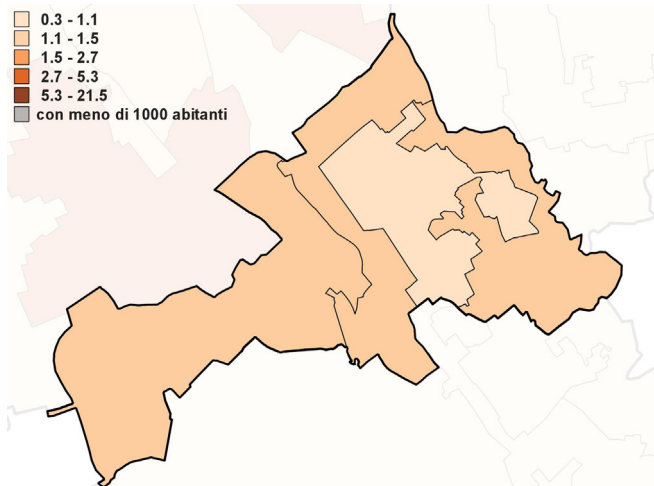 0.3 - 1.1
1.1 - 1.5
1.5 - 2.7
2.7 - 5.3
5.3 - 21.5
con meno di 1000 abitanti